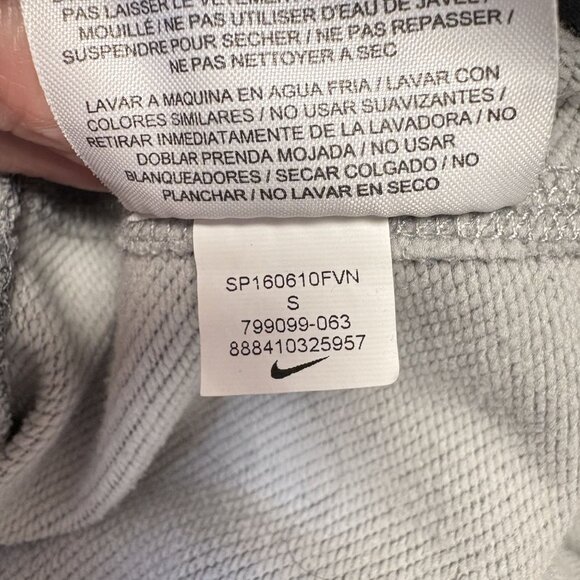 PAS LAISSER LE VÊTEMENT
MOUILLÉ / NE PAS UTILISER D'EAU DE JAVEL /
SUSPENDRE POUR SÉCHER / NE PAS REPASSER /
NE PAS NETTOYER A SEC
LAVAR A MAQUINA EN AGUA FRIA / LAVAR CON
COLORES SIMILARES / NO USAR SUAVIZANTES /
RETIRAR INMEDIATAMENTE DE LA LAVADORA / NO
DOBLAR PRENDA MOJADA / NO USAR
BLANQUEADORES / SECAR COLGADO / NO
PLANCHAR / NO LAVAR EN SECO
SP160610FVN
S
799099-063
888410325957